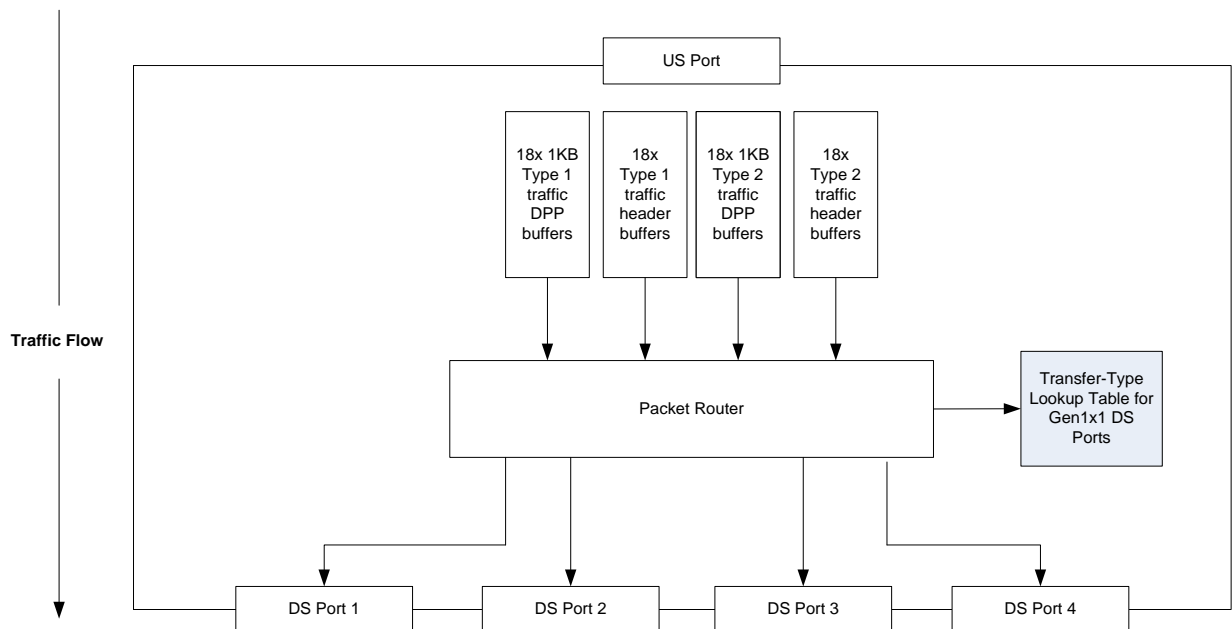 US Port
18x 1KB
Type 1
traffic
DPP
buffers
18x
Type 1
traffic
header
buffers
18x 1KB
Type 2
traffic
DPP
buffers
18x
Type 2
traffic
header
buffers
Traffic Flow
Packet Router
Transfer-Type
Lookup Table for
Gen1x1 DS
Ports
DS Port 1
DS Port 2
DS Port 3
DS Port 4